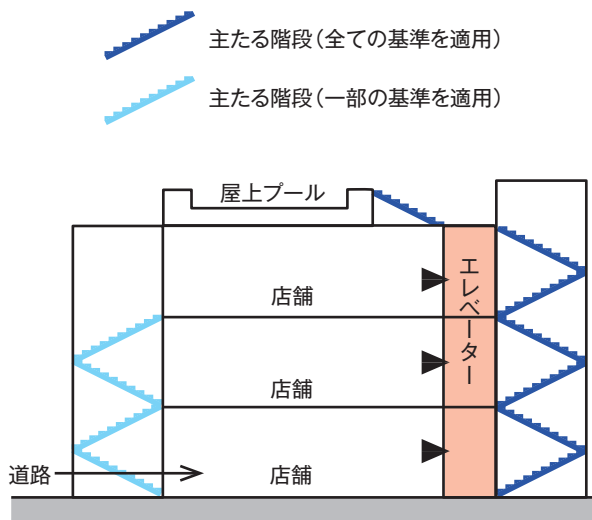 主たる階段（全ての基準を適用）
主たる階段（一部の基準を適用）
屋上プール
エレベーター
店舗
店舗
道路
店舗